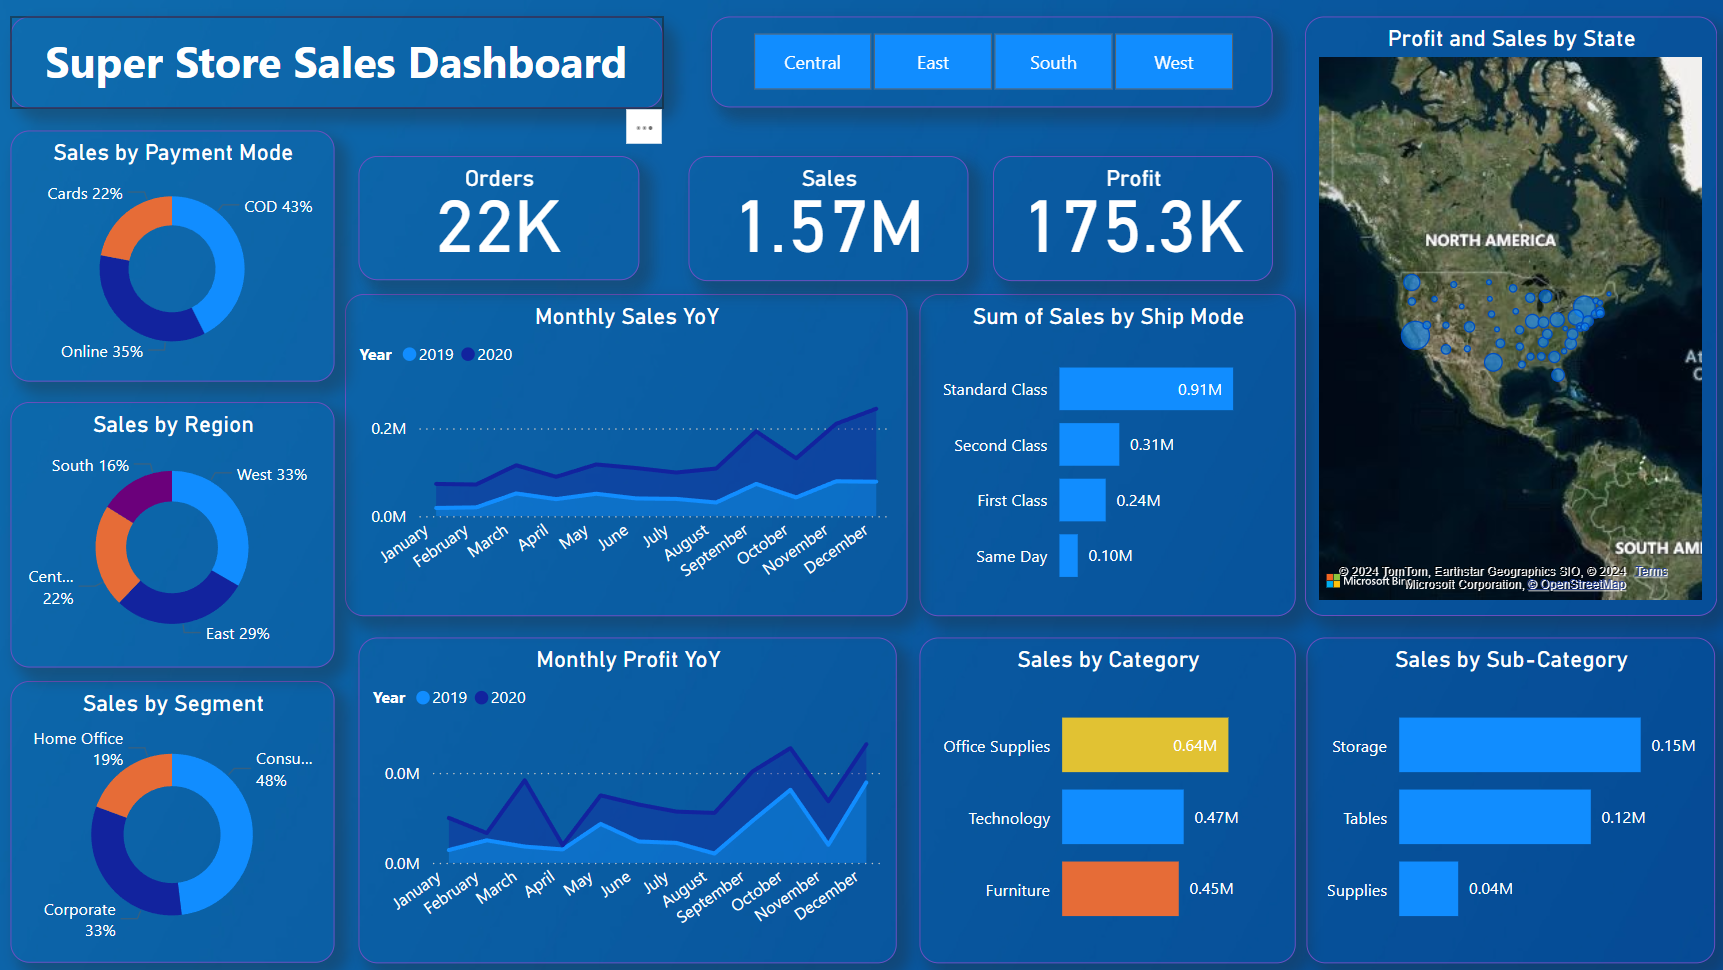 Super Store Sales Dashboard
Central
East
South
West
Profit and Sales by State
NORTH AMERICA
SOUTH AM
© 2024 TomTom, Earthstar Geographics SIO, © 2024 Terms
Microsoft Corporation, © OpenStreetMap
Sales by Payment Mode
Cards 22%
COD 43%
Online 35%
Orders
22K
Sales
1.57M
Profit
175.3K
Sales by Region
South 16%
West 33%
Cent...
22%
East 29%
Monthly Sales YoY
Year 2019 2020
0.2M
0.0M
January
February
March
April
May
June
July
August
September
October
November
December
Sum of Sales by Ship Mode
Standard Class 0.91M
Second Class 0.31M
First Class 0.24M
Same Day 0.10M
Sales by Segment
Home Office
19%
Consu...
48%
Corporate
33%
Monthly Profit YoY
Year 2019 2020
0.0M
0.0M
January
February
March
April
May
June
July
August
September
October
November
December
Sales by Category
Office Supplies 0.64M
Technology 0.47M
Furniture 0.45M
Sales by Sub-Category
Storage 0.15M
Tables 0.12M
Supplies 0.04M